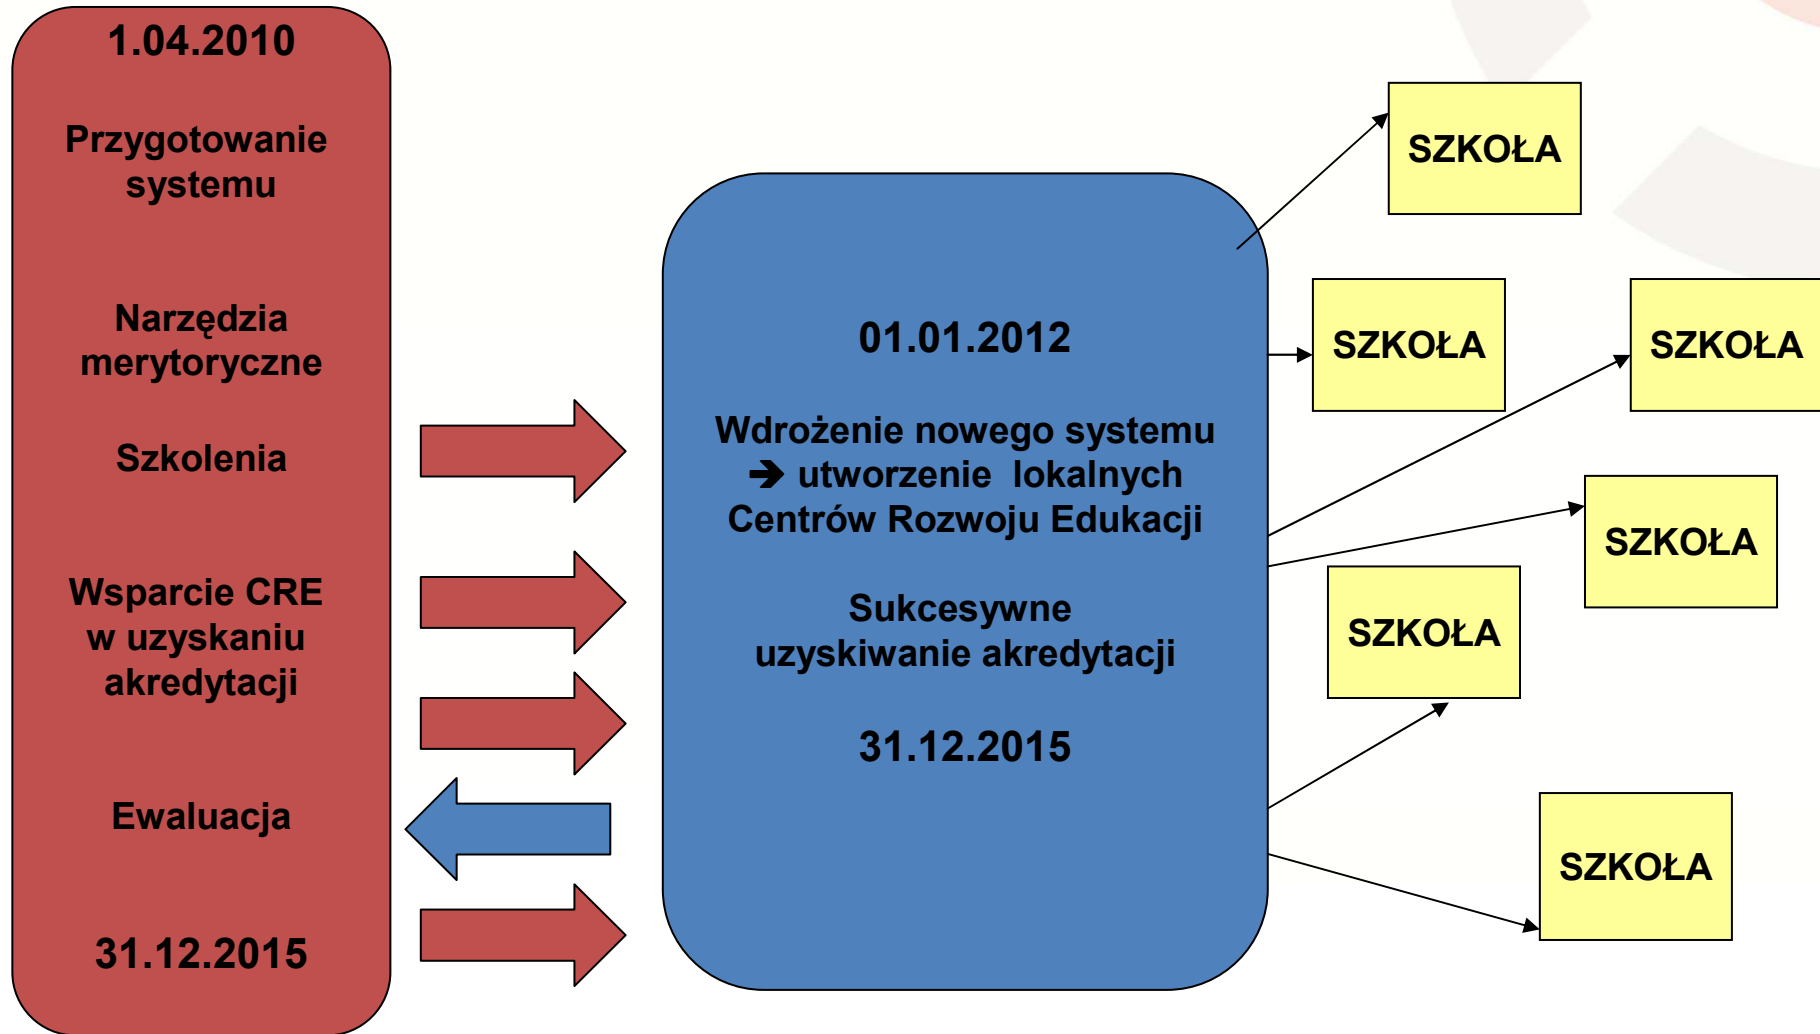 1.04.2010
Przygotowanie
systemu
Narzędzia
merytoryczne
Szkolenia
Wsparcie CRE
w uzyskaniu
akredytacji
Ewaluacja
31.12.2015
01.01.2012
Wdrożenie nowego systemu
➔ utworzenie lokalnych
Centrów Rozwoju Edukacji
Sukcesywne
uzyskiwanie akredytacji
31.12.2015
SZKOŁA
SZKOŁA
SZKOŁA
SZKOŁA
SZKOŁA
SZKOŁA